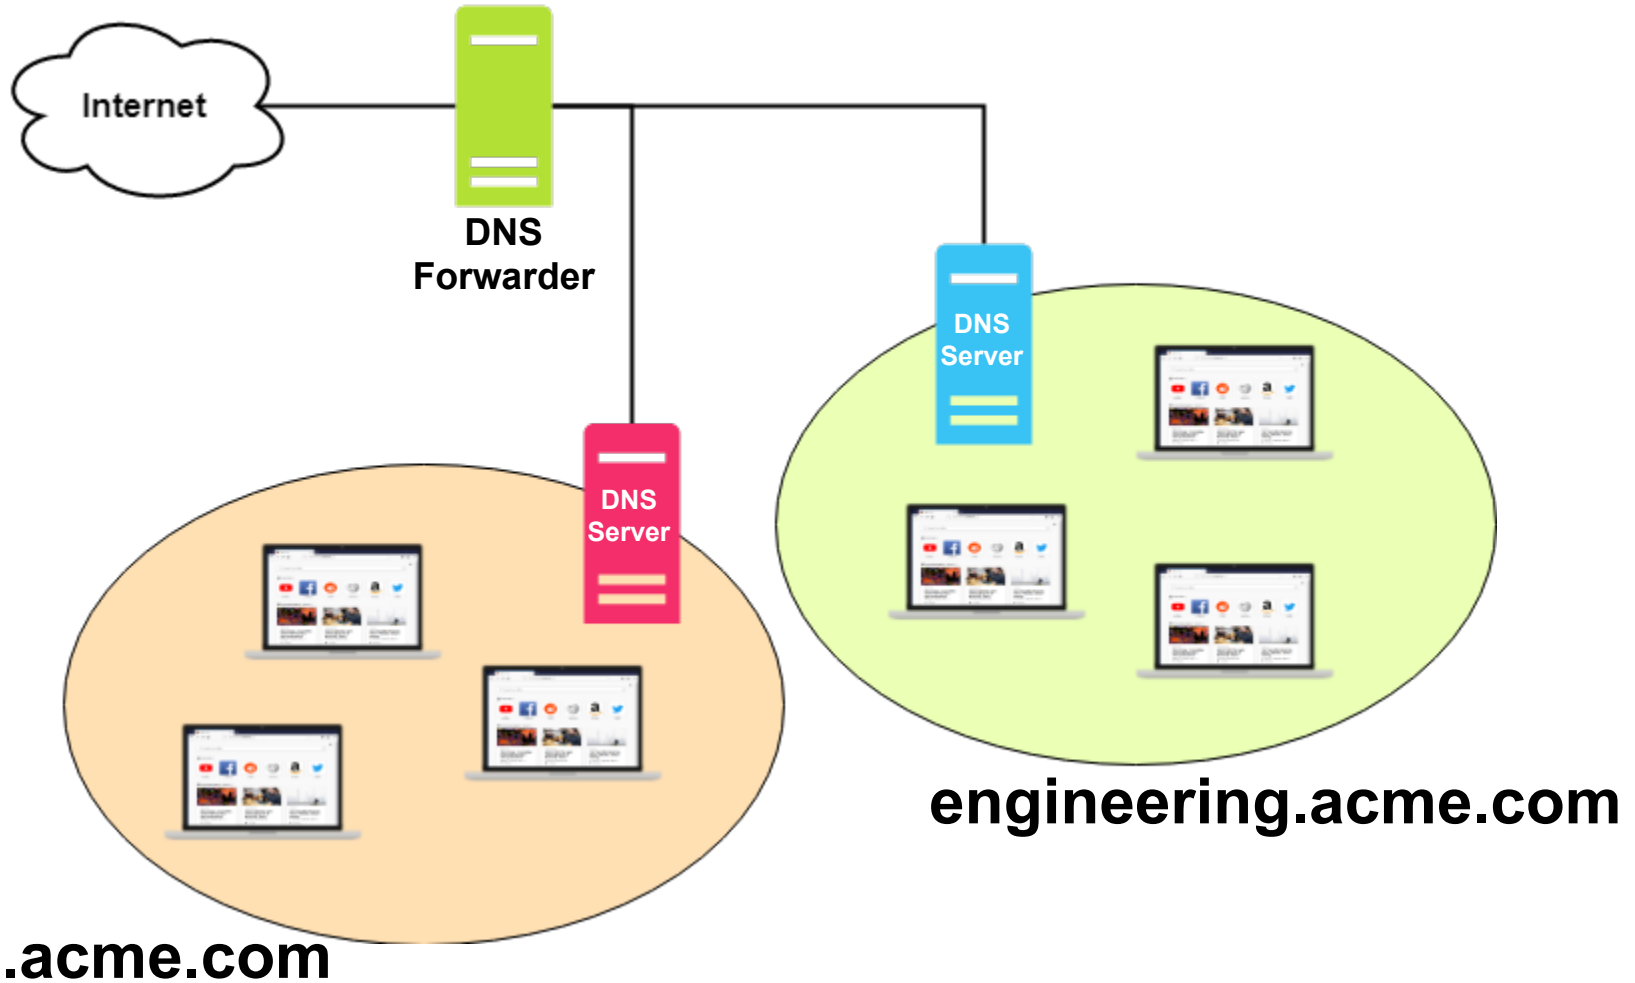 Internet
DNS
Forwarder
DNS
Server
DNS
Server
engineering.acme.com
.acme.com